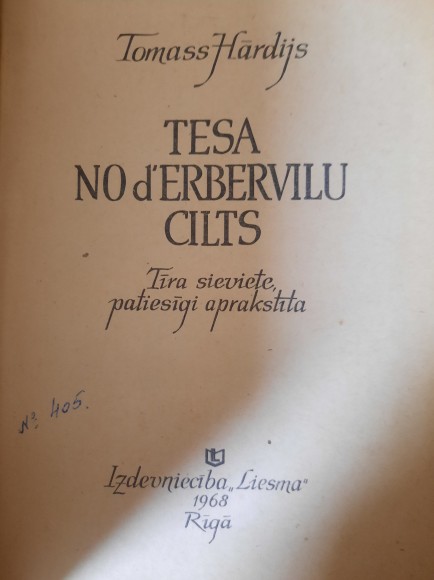 Tomass Hārdijs
TESA
NO d'ERBERVILU
CILTS
Tīra sieviete,
patiesīgi aprakstīta
№ 405.
Izdevniecība „Liesma"
1968
Rīgā